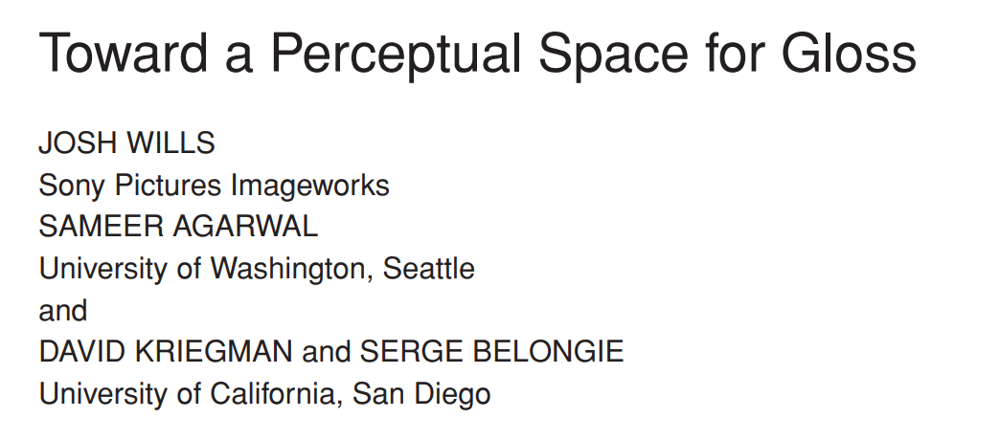 Toward a Perceptual Space for Gloss
JOSH WILLS
Sony Pictures Imageworks
SAMEER AGARWAL
University of Washington, Seattle
and
DAVID KRIEGMAN and SERGE BELONGIE
University of California, San Diego